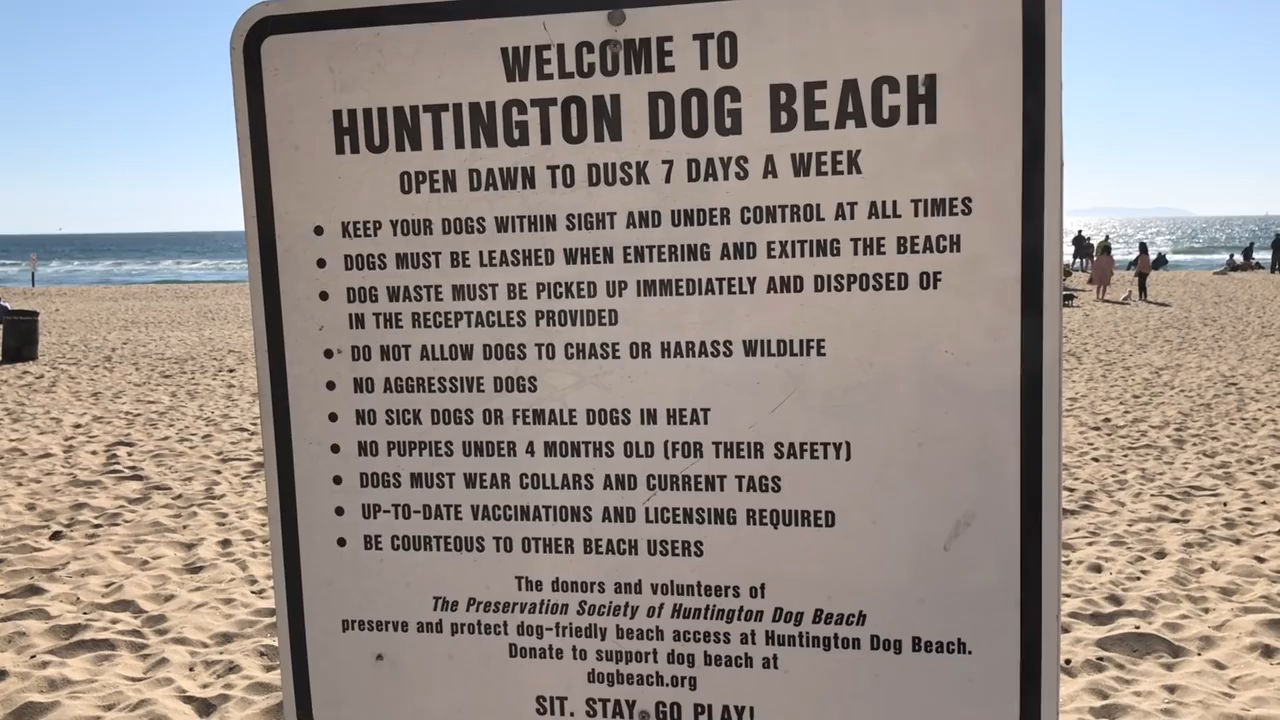 WELCOME TO
HUNTINGTON DOG BEACH
OPEN DAWN TO DUSK 7 DAYS A WEEK
• KEEP YOUR DOGS WITHIN SIGHT AND UNDER CONTROL AT ALL TIMES
• DOGS MUST BE LEASHED WHEN ENTERING AND EXITING THE BEACH
• DOG WASTE MUST BE PICKED UP IMMEDIATELY AND DISPOSED OF
IN THE RECEPTACLES PROVIDED
• DO NOT ALLOW DOGS TO CHASE OR HARASS WILDLIFE
• NO AGGRESSIVE DOGS
• NO SICK DOGS OR FEMALE DOGS IN HEAT
• NO PUPPIES UNDER 4 MONTHS OLD (FOR THEIR SAFETY)
• DOGS MUST WEAR COLLARS AND CURRENT TAGS
• UP-TO-DATE VACCINATIONS AND LICENSING REQUIRED
• BE COURTEOUS TO OTHER BEACH USERS
The donors and volunteers of
The Preservation Society of Huntington Dog Beach
preserve and protect dog-friedly beach access at Huntington Dog Beach.
Donate to support dog beach at
dogbeach.org
SIT. STAY. GO PLAY!